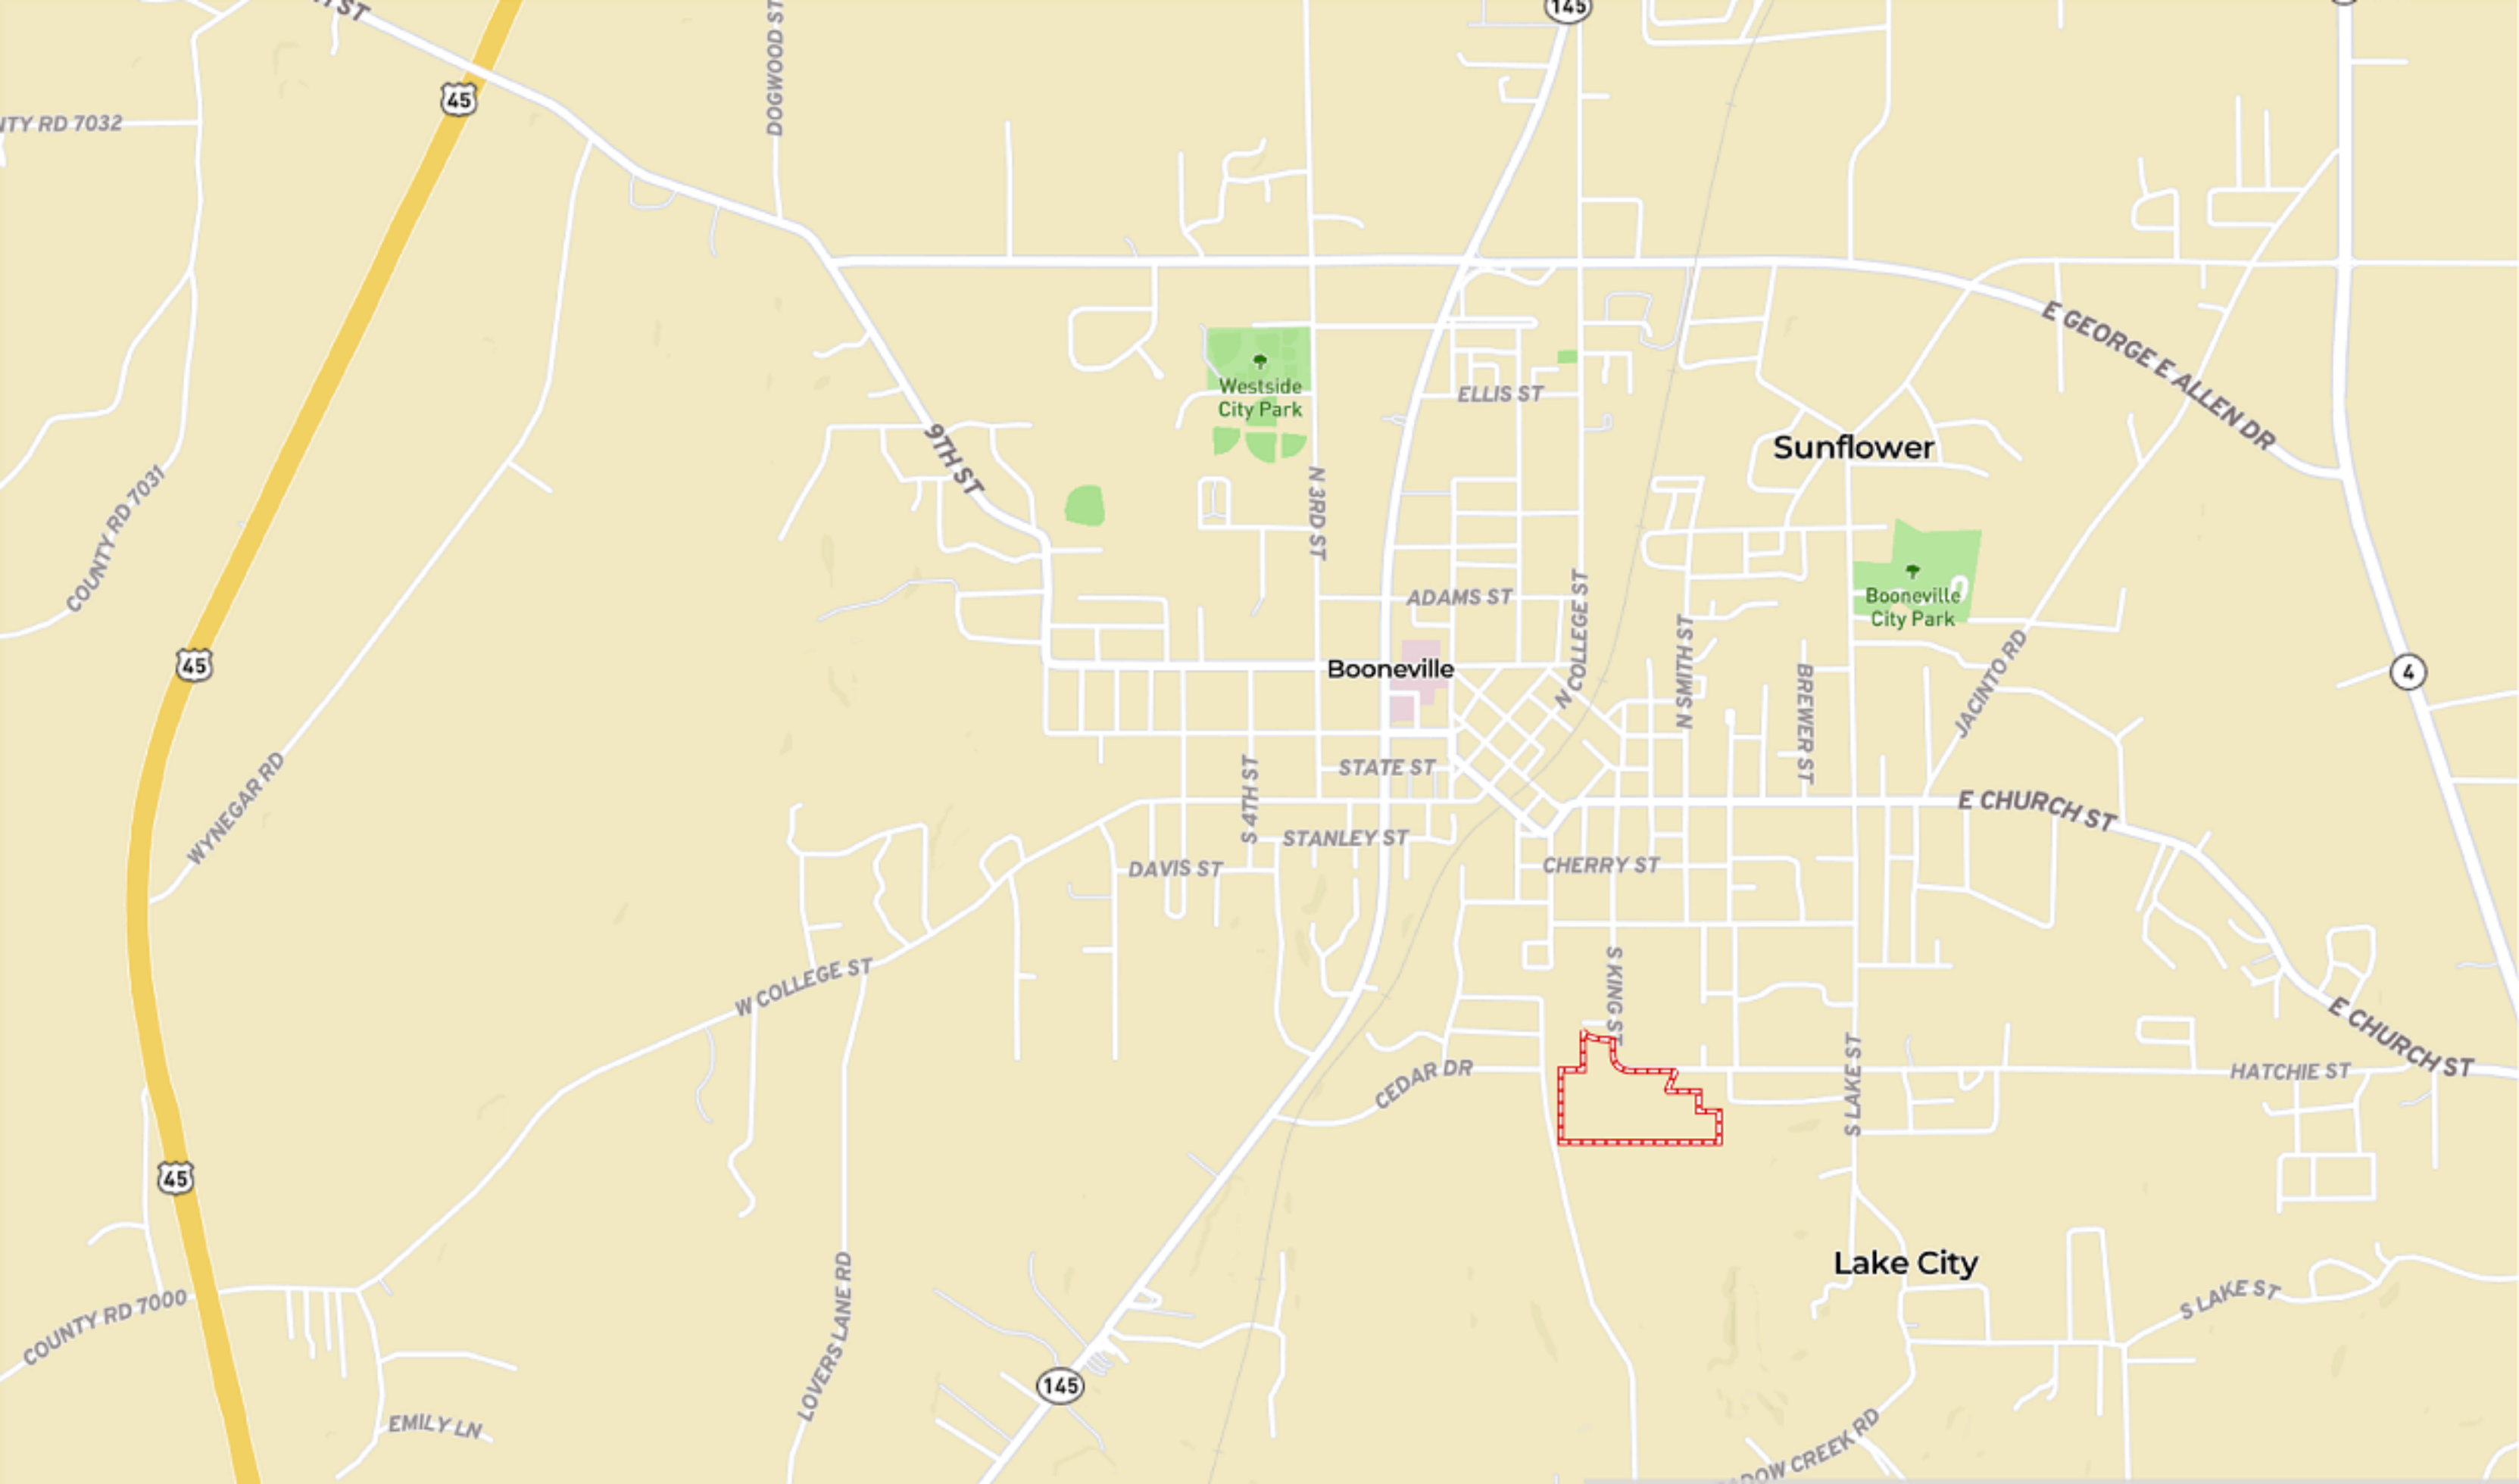 145
45
DOGWOOD ST
E GEORGE E ALLEN DR
Westside
City Park
ELLIS ST
9TH ST
Sunflower
N 3RD ST
COUNTY RD 7031
45
ADAMS ST
N COLLEGE ST
N SMITH ST
Booneville
City Park
JACINTO RD
Booneville
BREWER ST
4
WYNEGAR RD
S 4TH ST
STATE ST
E CHURCH ST
STANLEY ST
DAVIS ST
CHERRY ST
W COLLEGE ST
S KING ST
E CHURCH ST
CEDAR DR
S LAKE ST
HATCHIE ST
45
Lake City
COUNTY RD 7000
LOVERS LANE RD
S LAKE ST
145
EMILY LN
CREEK RD
RD 7032
ST